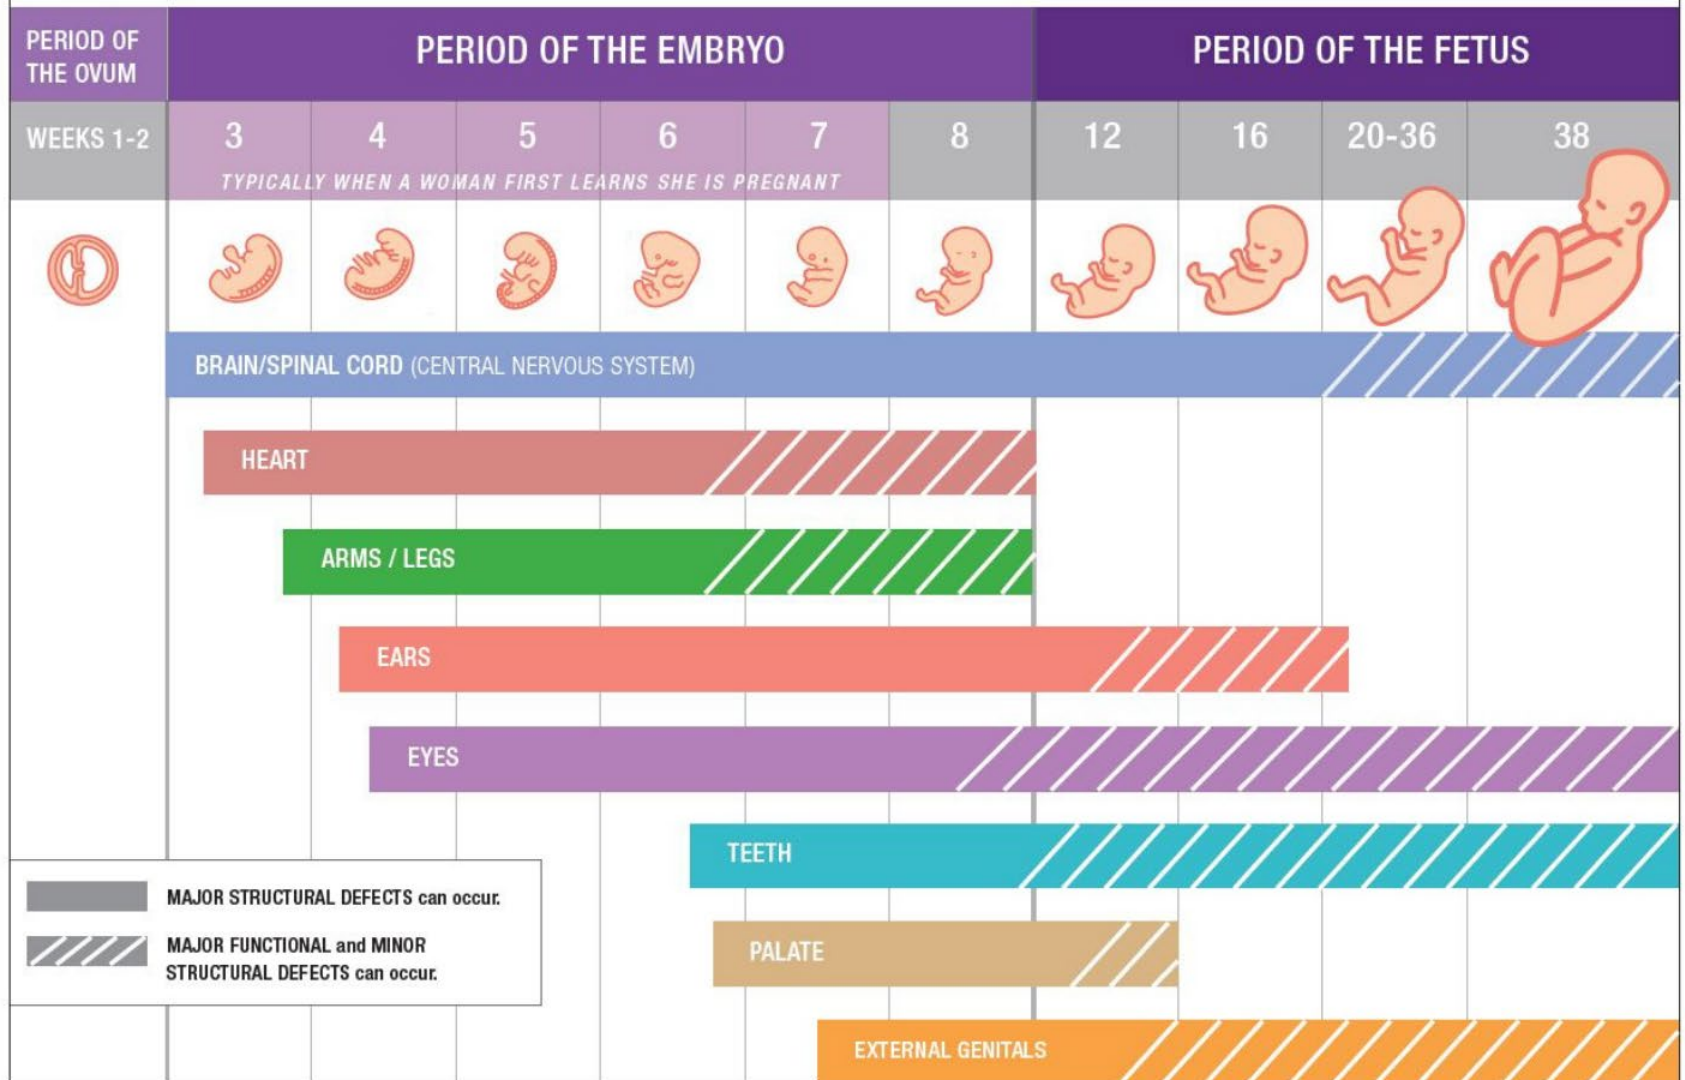 PERIOD OF
THE OVUM
PERIOD OF THE EMBRYO
PERIOD OF THE FETUS
WEEKS 1-2
3
4
5
6
7
8
12
16
20-36
38
TYPICALLY WHEN A WOMAN FIRST LEARNS SHE IS PREGNANT
BRAIN/SPINAL CORD (CENTRAL NERVOUS SYSTEM)
HEART
ARMS / LEGS
EARS
EYES
TEETH
PALATE
EXTERNAL GENITALS
MAJOR STRUCTURAL DEFECTS can occur.
MAJOR FUNCTIONAL and MINOR
STRUCTURAL DEFECTS can occur.